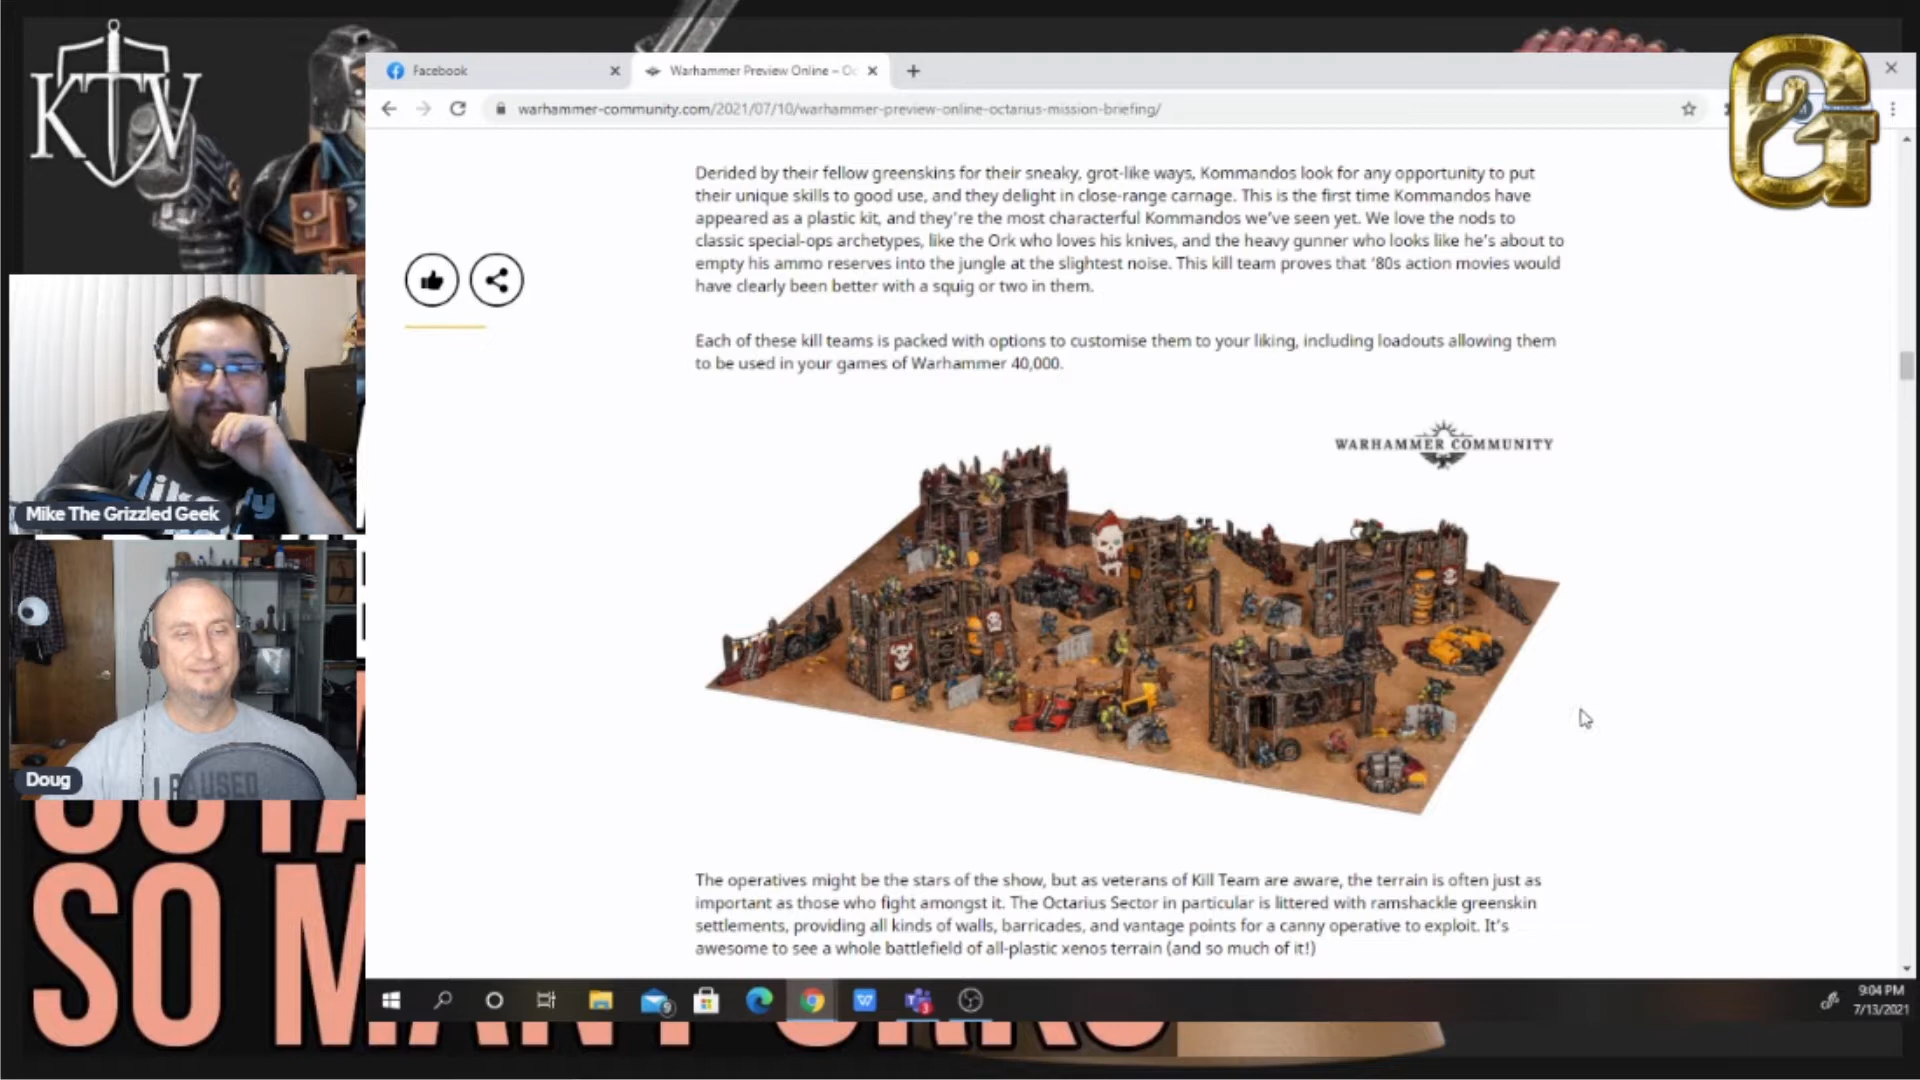 KTV
Facebook
Warhammer Preview Online – Oc
warhammer-community.com/2021/07/10/warhammer-preview-online-octarius-mission-briefing/
Derided by their fellow greenskins for their sneaky, grot-like ways, Kommandos look for any opportunity to put
their unique skills to good use, and they delight in close-range carnage. This is the first time Kommandos have
appeared as a plastic kit, and they're the most characterful Kommandos we've seen yet. We love the nods to
classic special-ops archetypes, like the Ork who loves his knives, and the heavy gunner who looks like he's about to
empty his ammo reserves into the jungle at the slightest noise. This kill team proves that '80s action movies would
have clearly been better with a squig or two in them.
Each of these kill teams is packed with options to customise them to your liking, including loadouts allowing them
to be used in your games of Warhammer 40,000.
WARHAMMER COMMUNITY
Mike The Grizzled Geek
I PAUSED
Doug
The operatives might be the stars of the show, but as veterans of Kill Team are aware, the terrain is often just as
important as those who fight amongst it. The Octarius Sector in particular is littered with ramshackle greenskin
settlements, providing all kinds of walls, barricades, and vantage points for a canny operative to exploit. It's
awesome to see a whole battlefield of all-plastic xenos terrain (and so much of it!)
SO
9:04 PM
7/13/2021